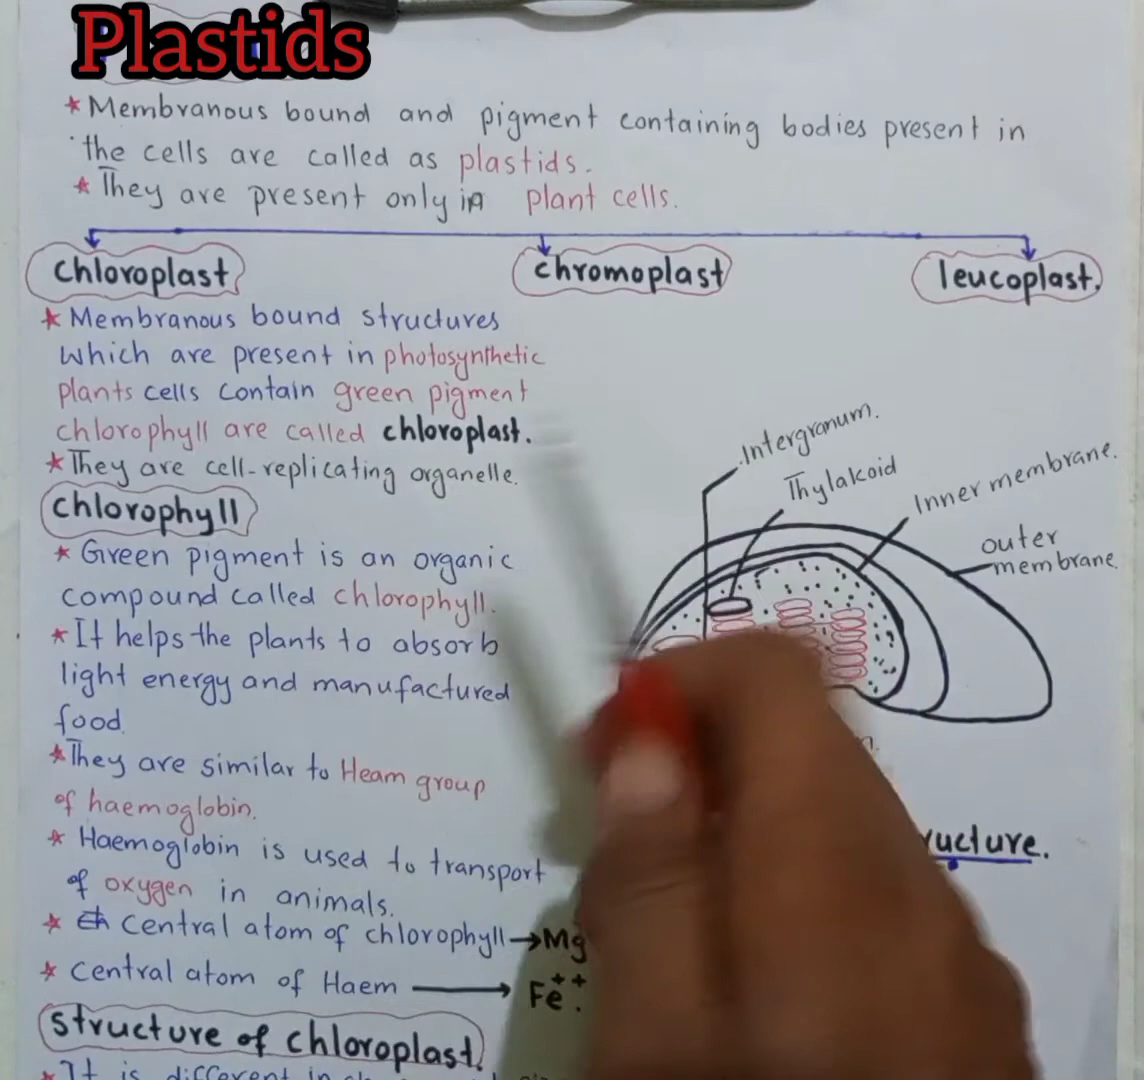 Plastids
* Membranous bound and pigment containing bodies present in
the cells are called as plastids.
* They are present only in plant cells.
chloroplast
chromoplast
leucoplast.
* Membranous bound structures
which are present in photosynthetic
plants cells contain green pigment
chlorophyll are called chloroplast.
* They are cell-replicating organelle.
chlorophyll
* Green pigment is an organic
compound called chlorophyll.
* It helps the plants to absorb
light energy and manufactured
food.
* They are similar to Heam group
of haemoglobin.
* Haemoglobin is used to transport
of oxygen in animals.
* central atom of chlorophyll → Mg
* central atom of Haem → Fe++.
structure of chloroplast.
* It is different in
Intergranum.
Thylakoid
Inner membrane.
outer
membrane.
ructure.